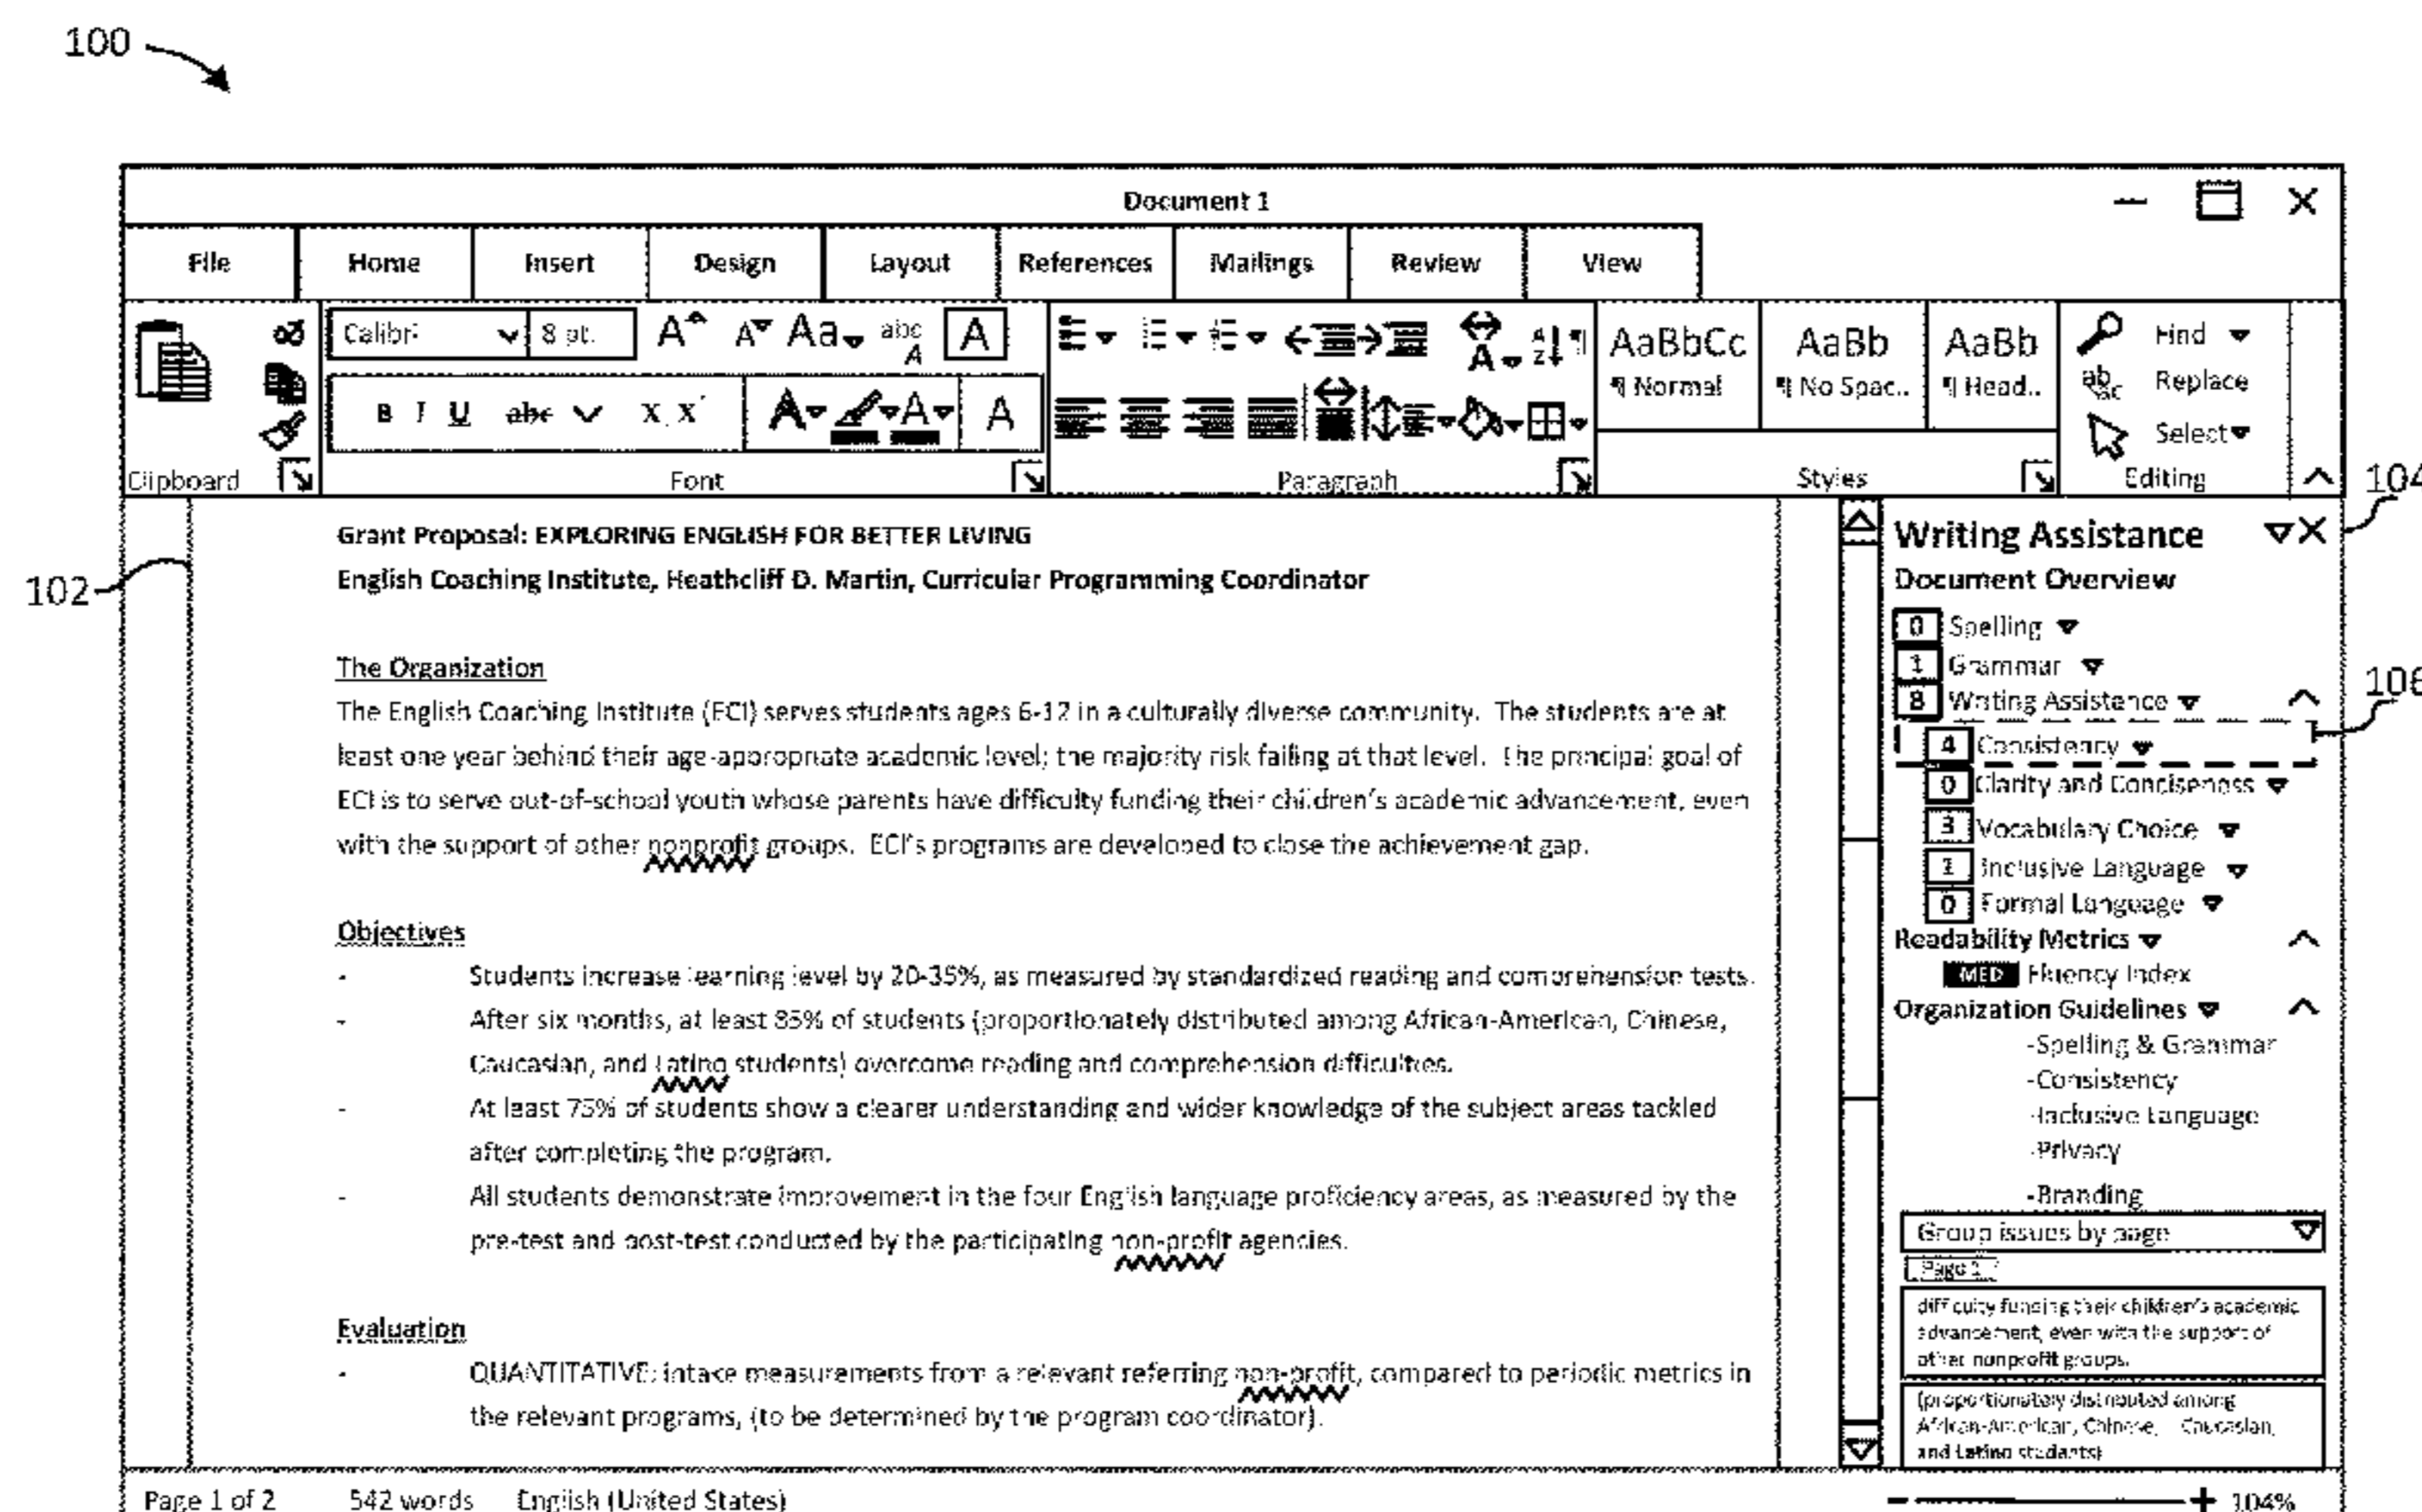 100
Document 1
File Home Insert Design Layout References Mailings Review View
Calibri 8 pt. Aa abc A A
AaBbCc AaBb AaBb
¶ Normal ¶ No Spac.. ¶ Head..
Find
Replace
Select
B I U abc X X A A A
Clipboard Font Paragraph Styles Editing
104
102
Grant Proposal: EXPLORING ENGLISH FOR BETTER LIVING
English Coaching Institute, Heathcliff D. Martin, Curricular Programming Coordinator
The Organization
The English Coaching Institute (ECI) serves students ages 6-12 in a culturally diverse community. The students are at
least one year behind their age-appropriate academic level; the majority risk failing at that level. The principal goal of
ECI is to serve out-of-school youth whose parents have difficulty funding their children's academic advancement, even
with the support of other nonprofit groups. ECI's programs are developed to close the achievement gap.
Objectives
- Students increase learning level by 20-35%, as measured by standardized reading and comprehension tests.
- After six months, at least 85% of students (proportionately distributed among African-American, Chinese,
Caucasian, and Latino students) overcome reading and comprehension difficulties.
- At least 75% of students show a clearer understanding and wider knowledge of the subject areas tackled
after completing the program.
- All students demonstrate improvement in the four English language proficiency areas, as measured by the
pre-test and post-test conducted by the participating non-profit agencies.
Evaluation
- QUANTITATIVE: intake measurements from a relevant referring non-profit, compared to periodic metrics in
the relevant programs, (to be determined by the program coordinator).
Writing Assistance
Document Overview
0 Spelling
1 Grammar
8 Writing Assistance
106
4 Consistency
0 Clarity and Conciseness
3 Vocabulary Choice
1 Inclusive Language
0 Formal Language
Readability Metrics
MED Fluency Index
Organization Guidelines
-Spelling & Grammar
-Consistency
-Inclusive Language
-Privacy
-Branding
Group issues by page
Page 1
difficulty funding their children's academic
advancement, even with the support of
other nonprofit groups.
(proportionately distributed among
African-American, Chinese, Caucasian,
and Latino students)
Page 1 of 2 542 words English (United States) 104%